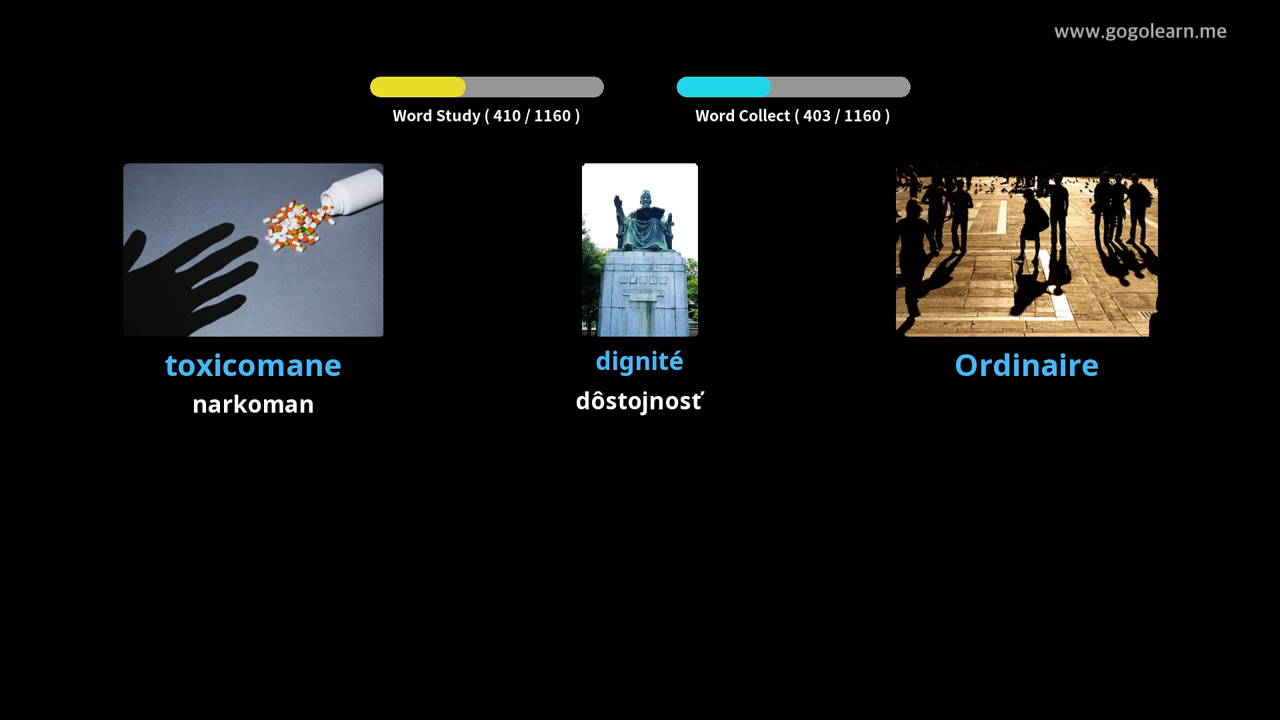 www.gogolearn.me
Word Study ( 410 / 1160 )
Word Collect ( 403 / 1160 )
toxicomane
narkoman
dignité
dôstojnosť
Ordinaire